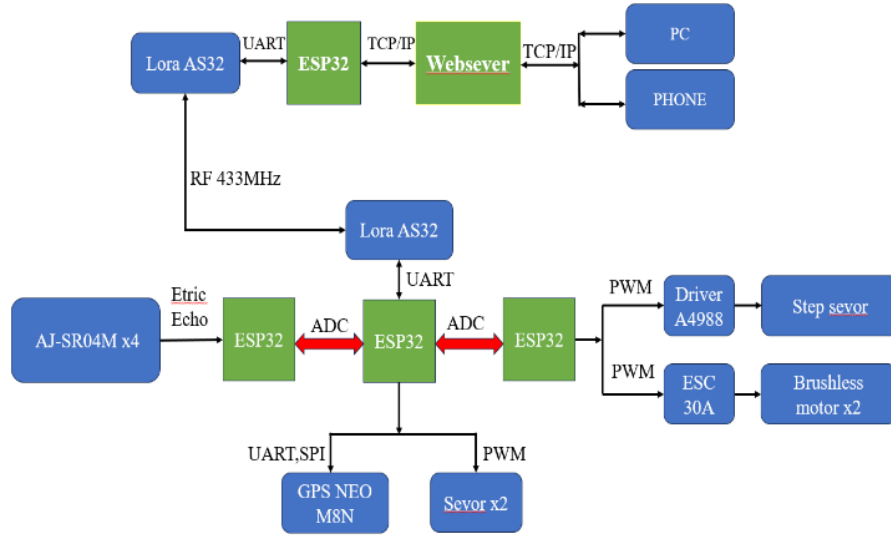 Lora AS32
UART
ESP32
TCP/IP
Websever
TCP/IP
PC
PHONE
RF 433MHz
Lora AS32
UART
Etric
Echo
AJ-SR04M x4
ESP32
ADC
ESP32
ADC
ESP32
PWM
Driver
A4988
Step sevor
PWM
ESC
30A
Brushless
motor x2
UART,SPI
GPS NEO
M8N
PWM
Sevor x2